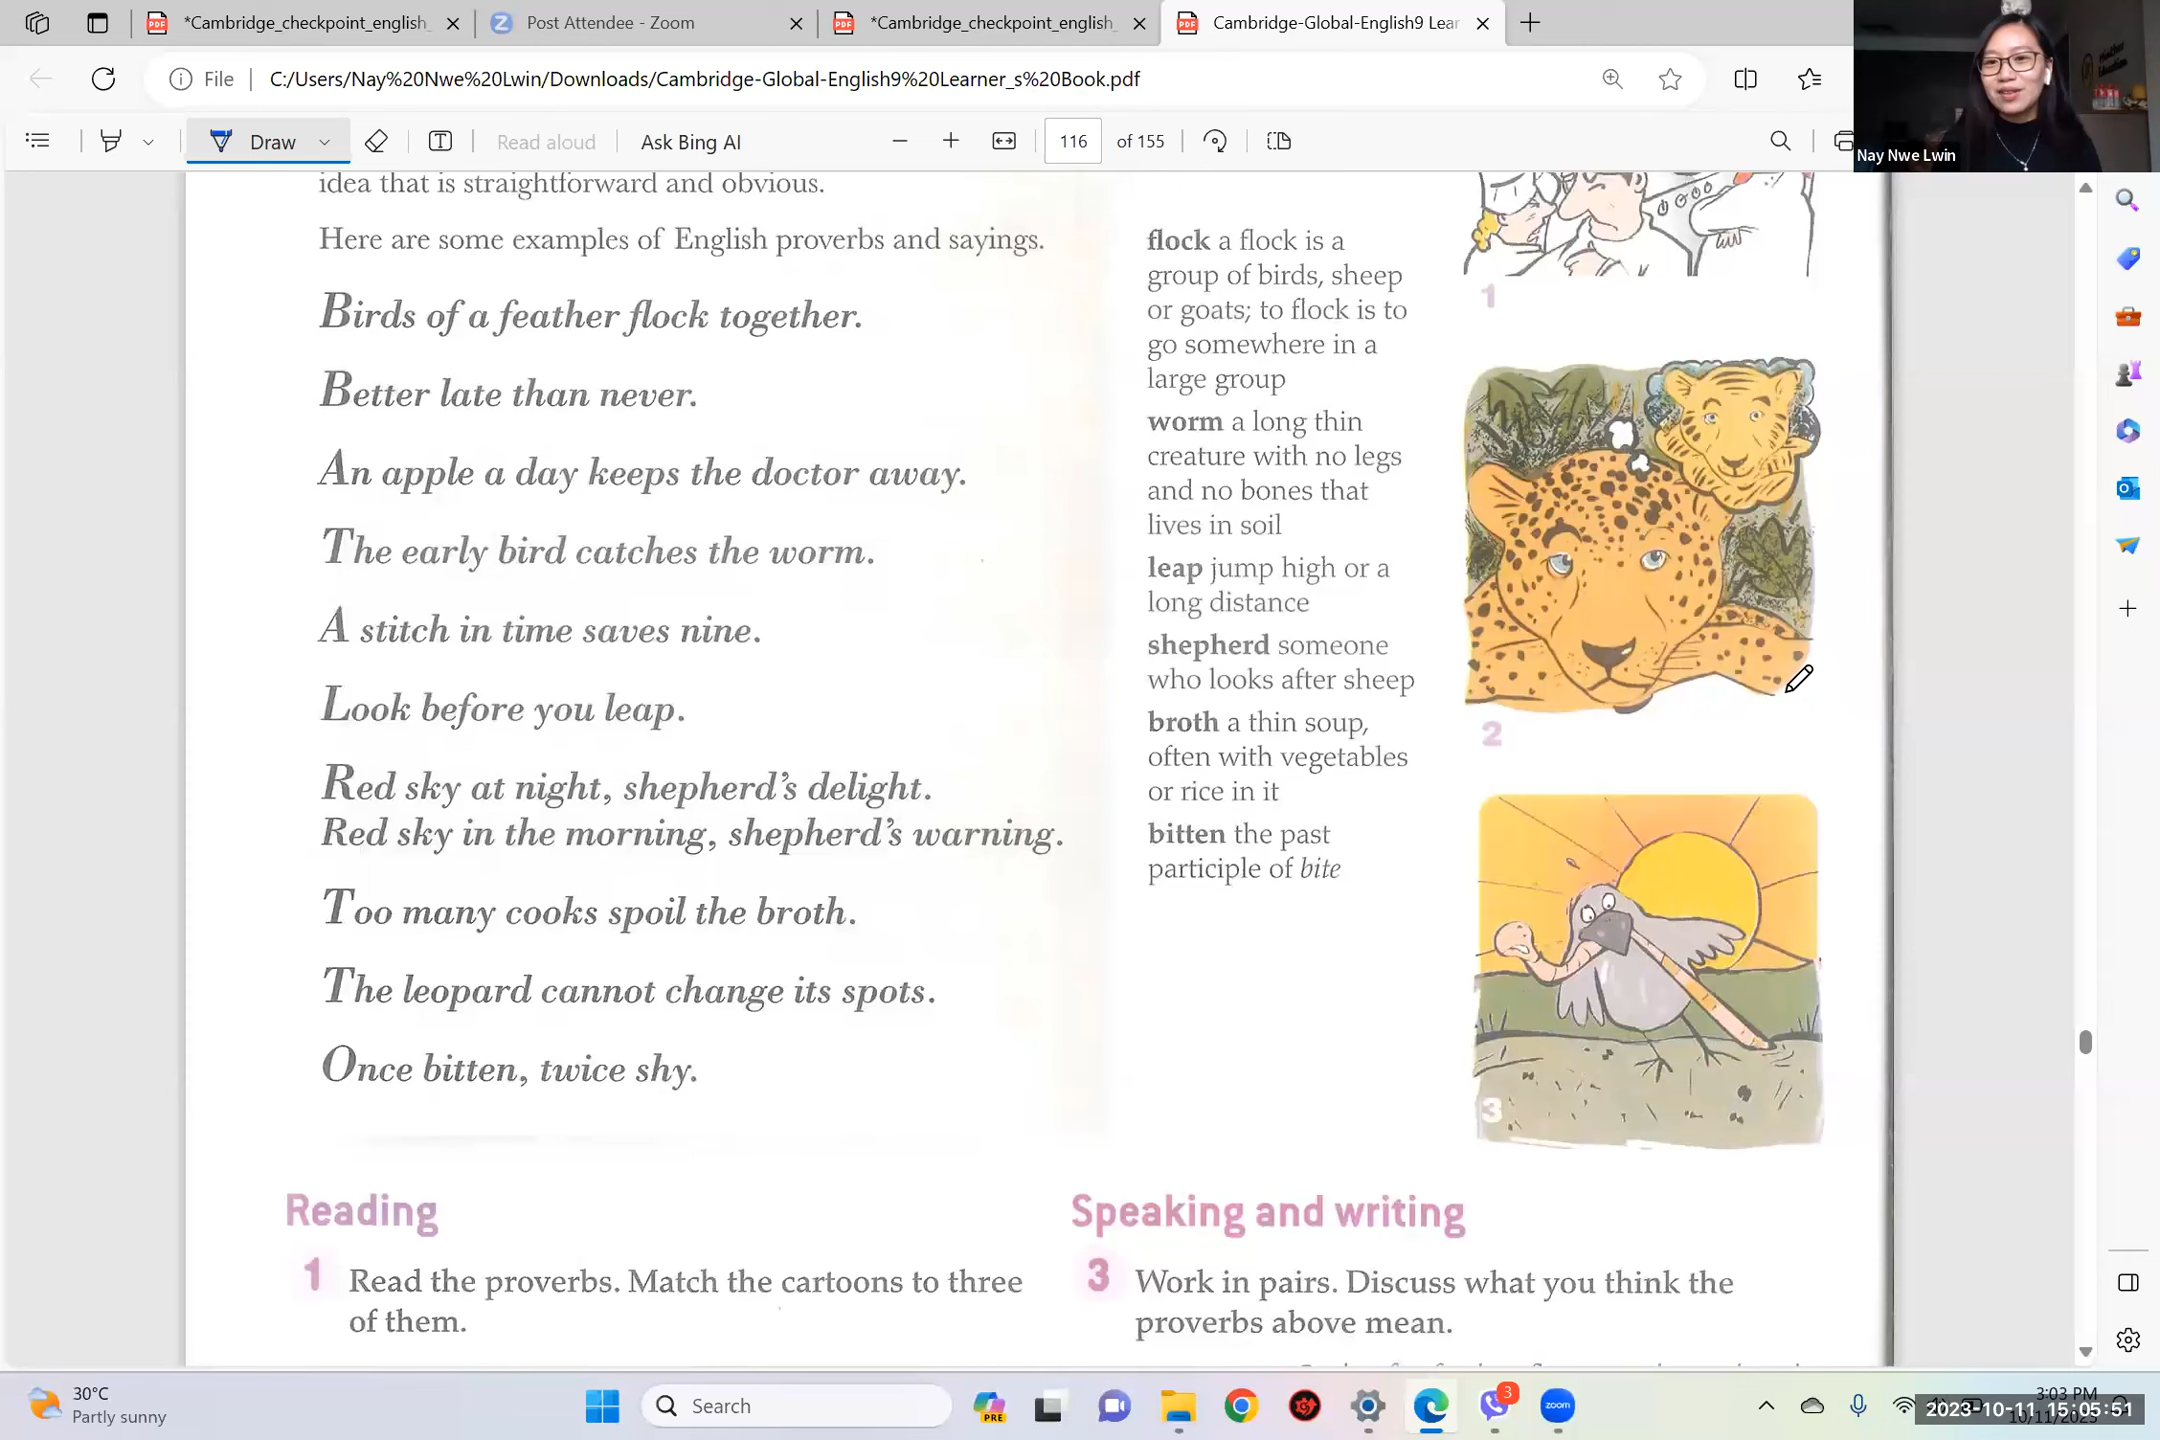 *Cambridge_checkpoint_english_
Post Attendee - Zoom
*Cambridge_checkpoint_english_
Cambridge-Global-English9 Lear
File
C:/Users/Nay%20Nwe%20Lwin/Downloads/Cambridge-Global-English9%20Learner_s%20Book.pdf
Draw
Read aloud
Ask Bing AI
116
of 155
Nay Nwe Lwin
idea that is straightforward and obvious.
Here are some examples of English proverbs and sayings.
Birds of a feather flock together.
Better late than never.
An apple a day keeps the doctor away.
The early bird catches the worm.
A stitch in time saves nine.
Look before you leap.
Red sky at night, shepherd's delight.
Red sky in the morning, shepherd's warning.
Too many cooks spoil the broth.
The leopard cannot change its spots.
Once bitten, twice shy.
flock a flock is a
group of birds, sheep
or goats; to flock is to
go somewhere in a
large group
worm a long thin
creature with no legs
and no bones that
lives in soil
leap jump high or a
long distance
shepherd someone
who looks after sheep
broth a thin soup,
often with vegetables
or rice in it
bitten the past
participle of bite
1
2
3
Reading
1 Read the proverbs. Match the cartoons to three
of them.
Speaking and writing
3 Work in pairs. Discuss what you think the
proverbs above mean.
30°C
Partly sunny
Search
PRE
3
zoom
3:03 PM
2023-10-11 15:05:51